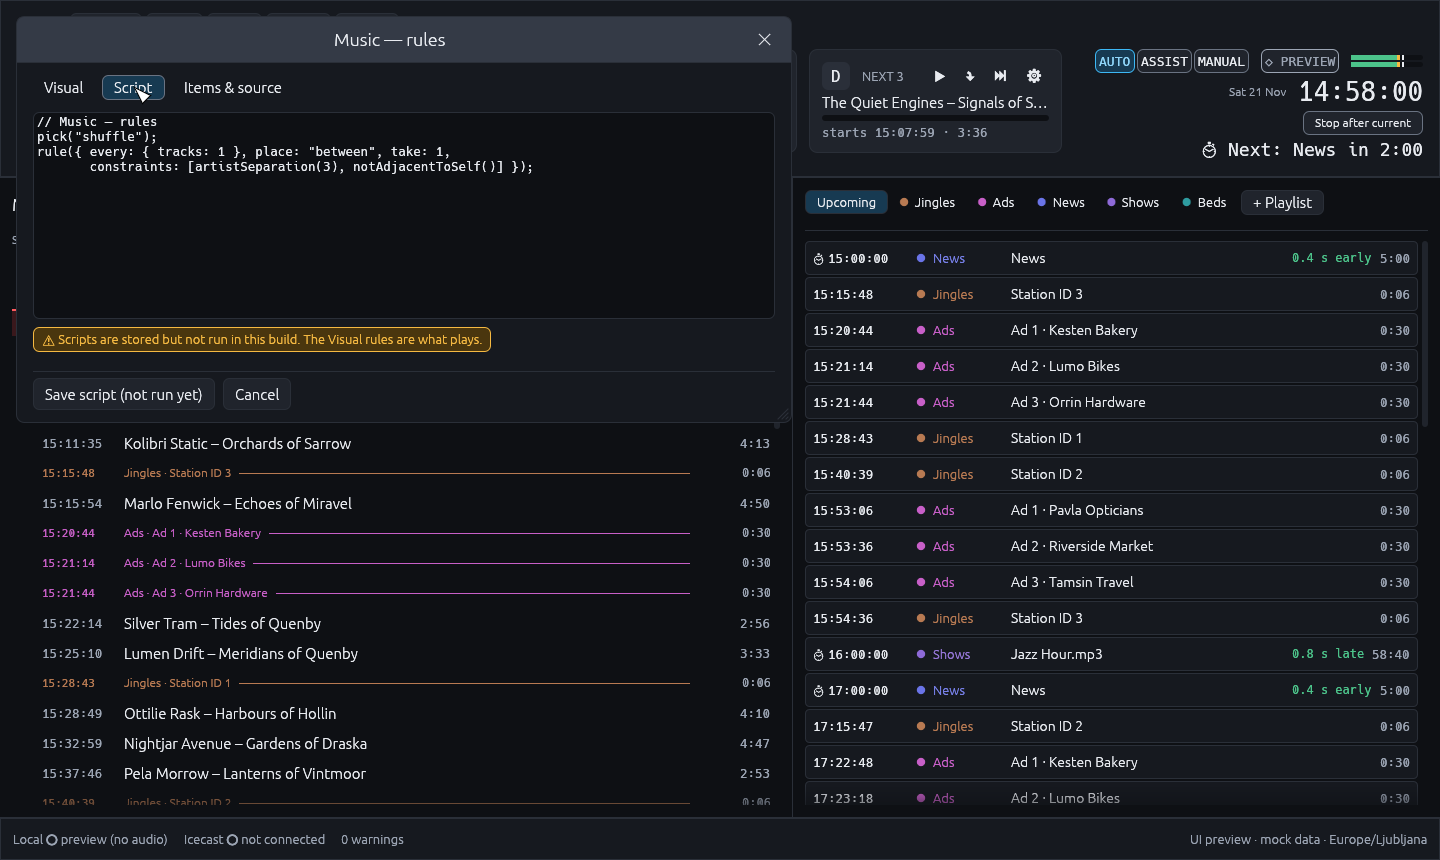 Music — rules
Visual
Script
Items & source
// Music — rules
pick("shuffle");
rule({ every: { tracks: 1 }, place: "between", take: 1,
constraints: [artistSeparation(3), notAdjacentToSelf()] });
⚠ Scripts are stored but not run in this build. The Visual rules are what plays.
Save script (not run yet)
Cancel
D
NEXT 3
The Quiet Engines – Signals of S…
starts 15:07:59 · 3:36
AUTO
ASSIST
MANUAL
◇ PREVIEW
Sat 21 Nov
14:58:00
Stop after current
Next: News in 2:00
15:11:35 Kolibri Static – Orchards of Sarrow 4:13
15:15:48 Jingles · Station ID 3 0:06
15:15:54 Marlo Fenwick – Echoes of Miravel 4:50
15:20:44 Ads · Ad 1 · Kesten Bakery 0:30
15:21:14 Ads · Ad 2 · Lumo Bikes 0:30
15:21:44 Ads · Ad 3 · Orrin Hardware 0:30
15:22:14 Silver Tram – Tides of Quenby 2:56
15:25:10 Lumen Drift – Meridians of Quenby 3:33
15:28:43 Jingles · Station ID 1 0:06
15:28:49 Ottilie Rask – Harbours of Hollin 4:10
15:32:59 Nightjar Avenue – Gardens of Draska 4:47
15:37:46 Pela Morrow – Lanterns of Vintmoor 2:53
15:40:39 Jingles · Station ID 2 0:06
Upcoming
Jingles
Ads
News
Shows
Beds
+ Playlist
15:00:00 News News 0.4 s early 5:00
15:15:48 Jingles Station ID 3 0:06
15:20:44 Ads Ad 1 · Kesten Bakery 0:30
15:21:14 Ads Ad 2 · Lumo Bikes 0:30
15:21:44 Ads Ad 3 · Orrin Hardware 0:30
15:28:43 Jingles Station ID 1 0:06
15:40:39 Jingles Station ID 2 0:06
15:53:06 Ads Ad 1 · Pavla Opticians 0:30
15:53:36 Ads Ad 2 · Riverside Market 0:30
15:54:06 Ads Ad 3 · Tamsin Travel 0:30
15:54:36 Jingles Station ID 3 0:06
16:00:00 Shows Jazz Hour.mp3 0.8 s late 58:40
17:00:00 News News 0.4 s early 5:00
17:15:47 Jingles Station ID 2 0:06
17:22:48 Ads Ad 1 · Kesten Bakery 0:30
17:23:18 Ads Ad 2 · Lumo Bikes 0:30
Local preview (no audio)
Icecast not connected
0 warnings
UI preview · mock data · Europe/Ljubljana